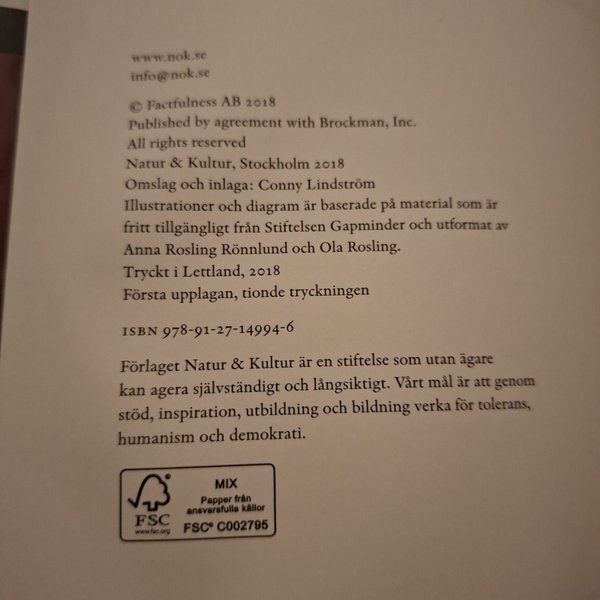 www.nok.se
info@nok.se
© Factfulness AB 2018
Published by agreement with Brockman, Inc.
All rights reserved
Natur & Kultur, Stockholm 2018
Omslag och inlaga: Conny Lindström
Illustrationer och diagram är baserade på material som är
fritt tillgängligt från Stiftelsen Gapminder och utformat av
Anna Rosling Rönnlund och Ola Rosling.
Tryckt i Lettland, 2018
Första upplagan, tionde tryckningen
ISBN 978-91-27-14994-6
Förlaget Natur & Kultur är en stiftelse som utan ägare
kan agera självständigt och långsiktigt. Vårt mål är att genom
stöd, inspiration, utbildning och bildning verka för tolerans,
humanism och demokrati.
FSC
www.fsc.org
MIX
Papper från
ansvarsfulla källor
FSC® C002795